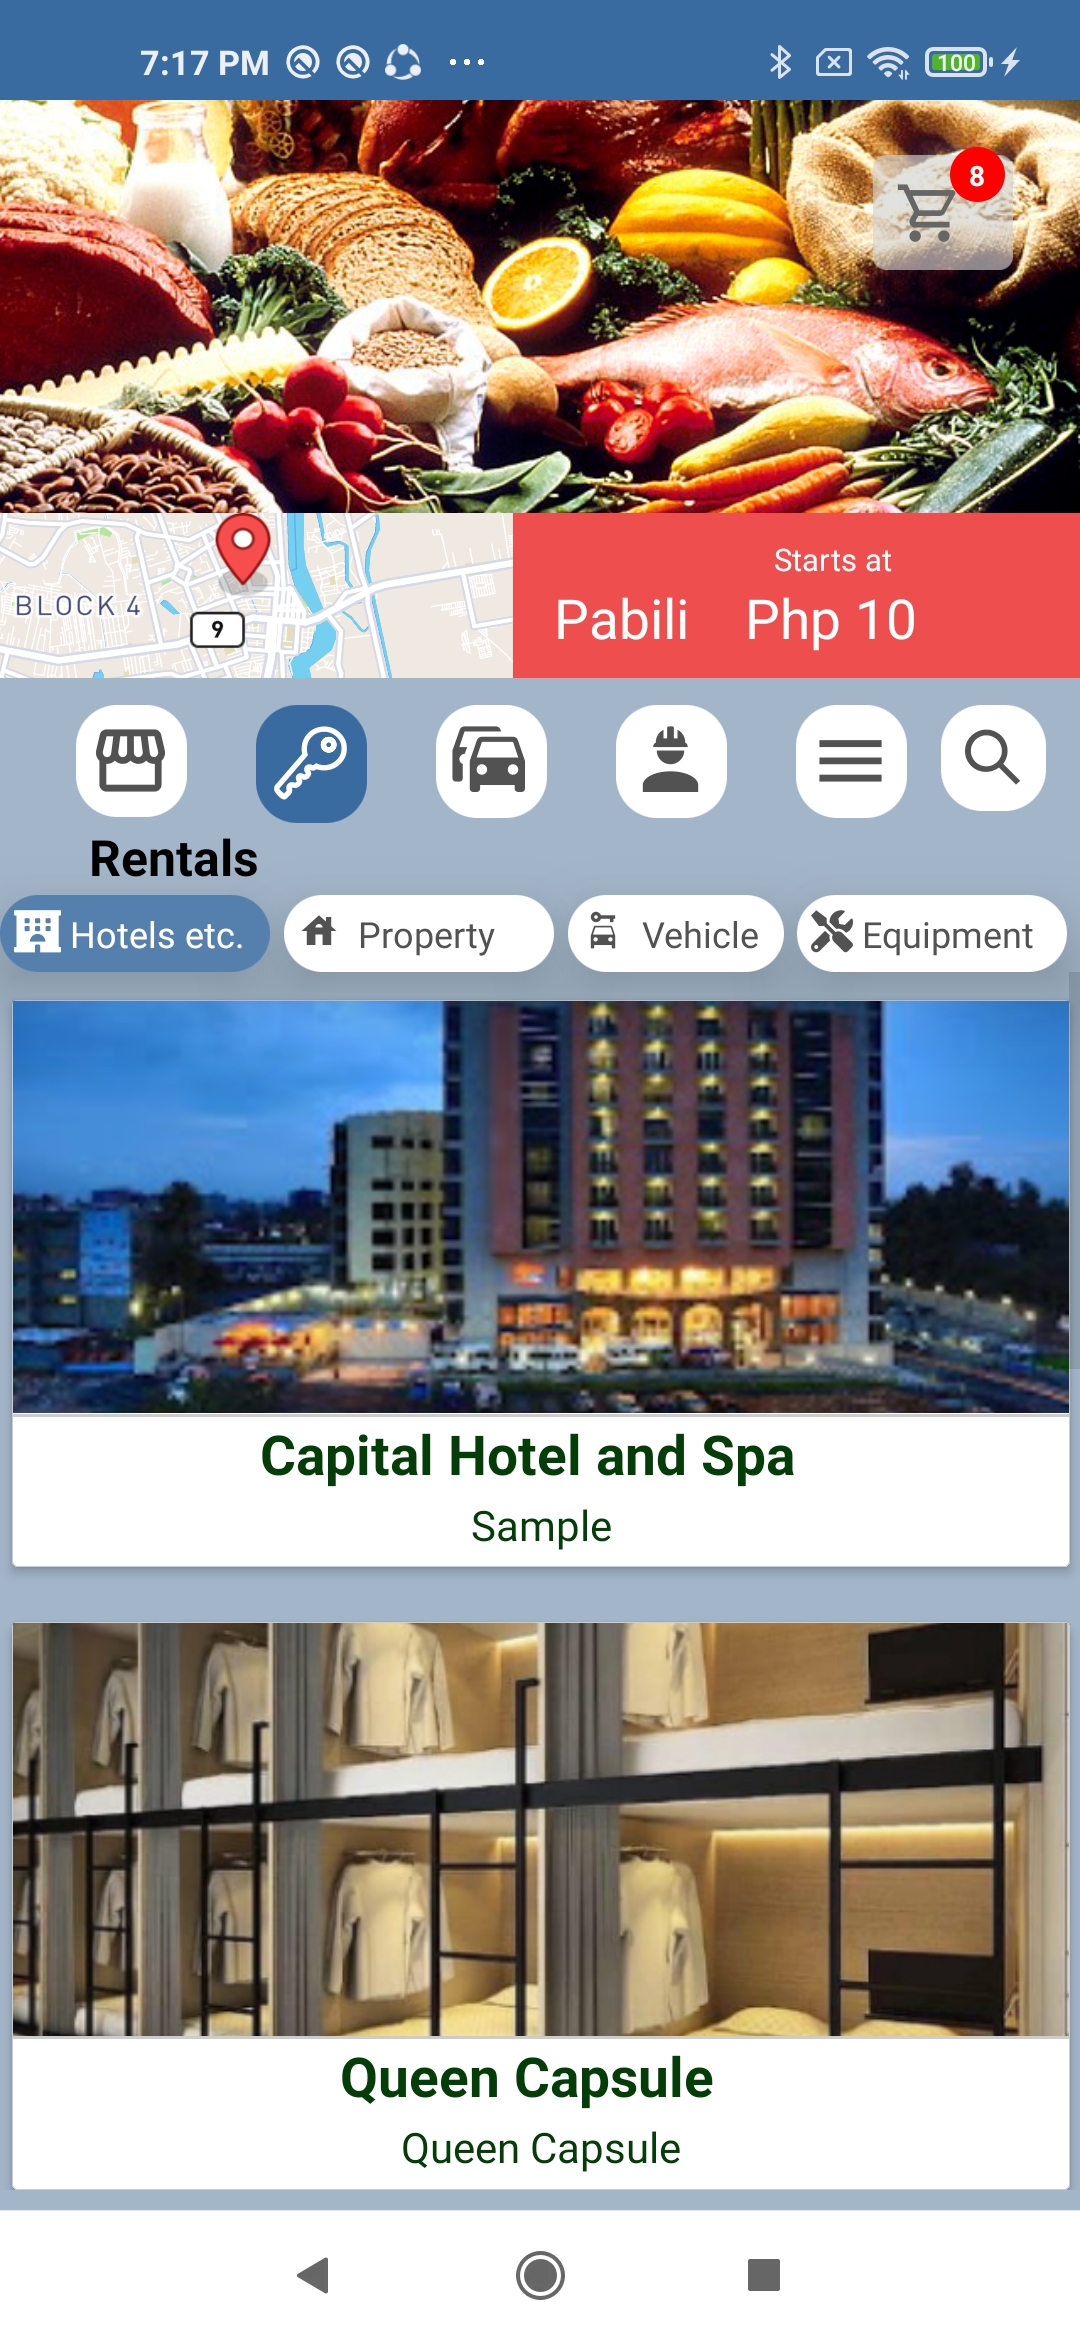 7:17 PM
100
8
BLOCK 4
9
Starts at
Pabili Php 10
Rentals
Hotels etc. Property Vehicle Equipment
Capital Hotel and Spa
Sample
Queen Capsule
Queen Capsule